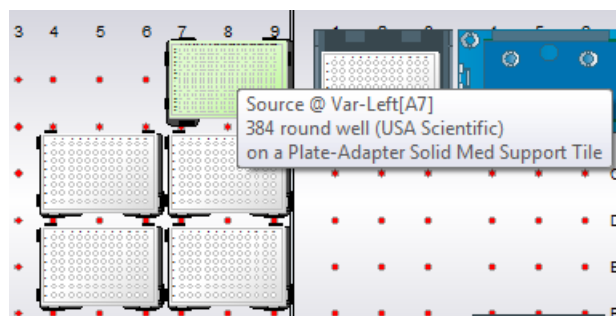 3 4 5 6 7 8 9
Source @ Var-Left[A7]
384 round well (USA Scientific)
on a Plate-Adapter Solid Med Support Tile
D